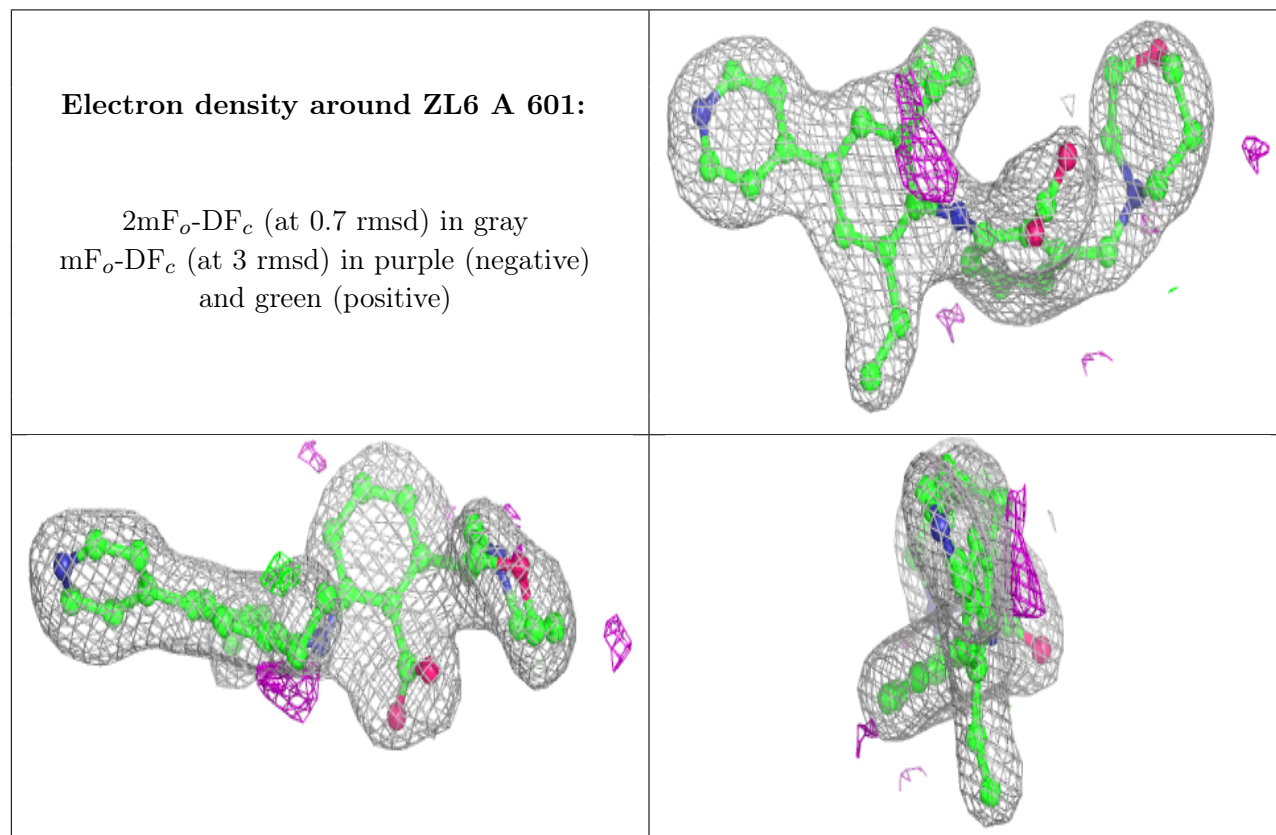 Electron density around ZL6 A 601:
2mFo-DFc (at 0.7 rmsd) in gray
mFo-DFc (at 3 rmsd) in purple (negative)
and green (positive)